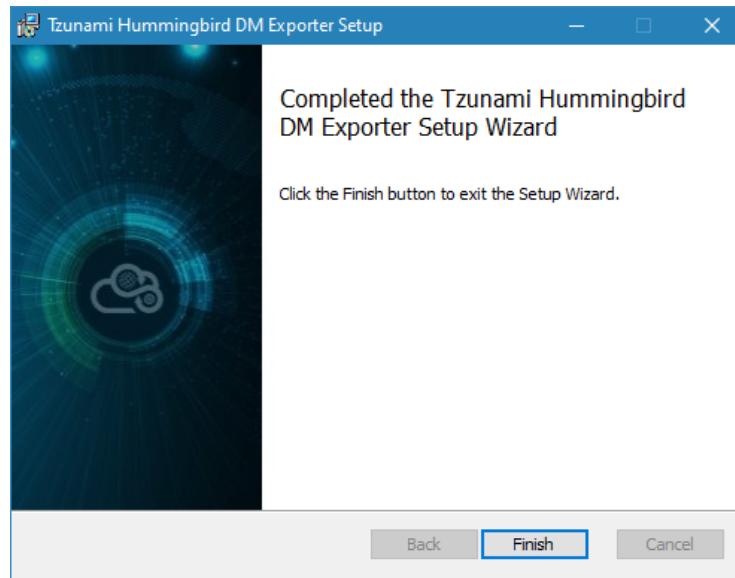 Tzunami Hummingbird DM Exporter Setup
Completed the Tzunami Hummingbird
DM Exporter Setup Wizard
Click the Finish button to exit the Setup Wizard.
Back
Finish
Cancel